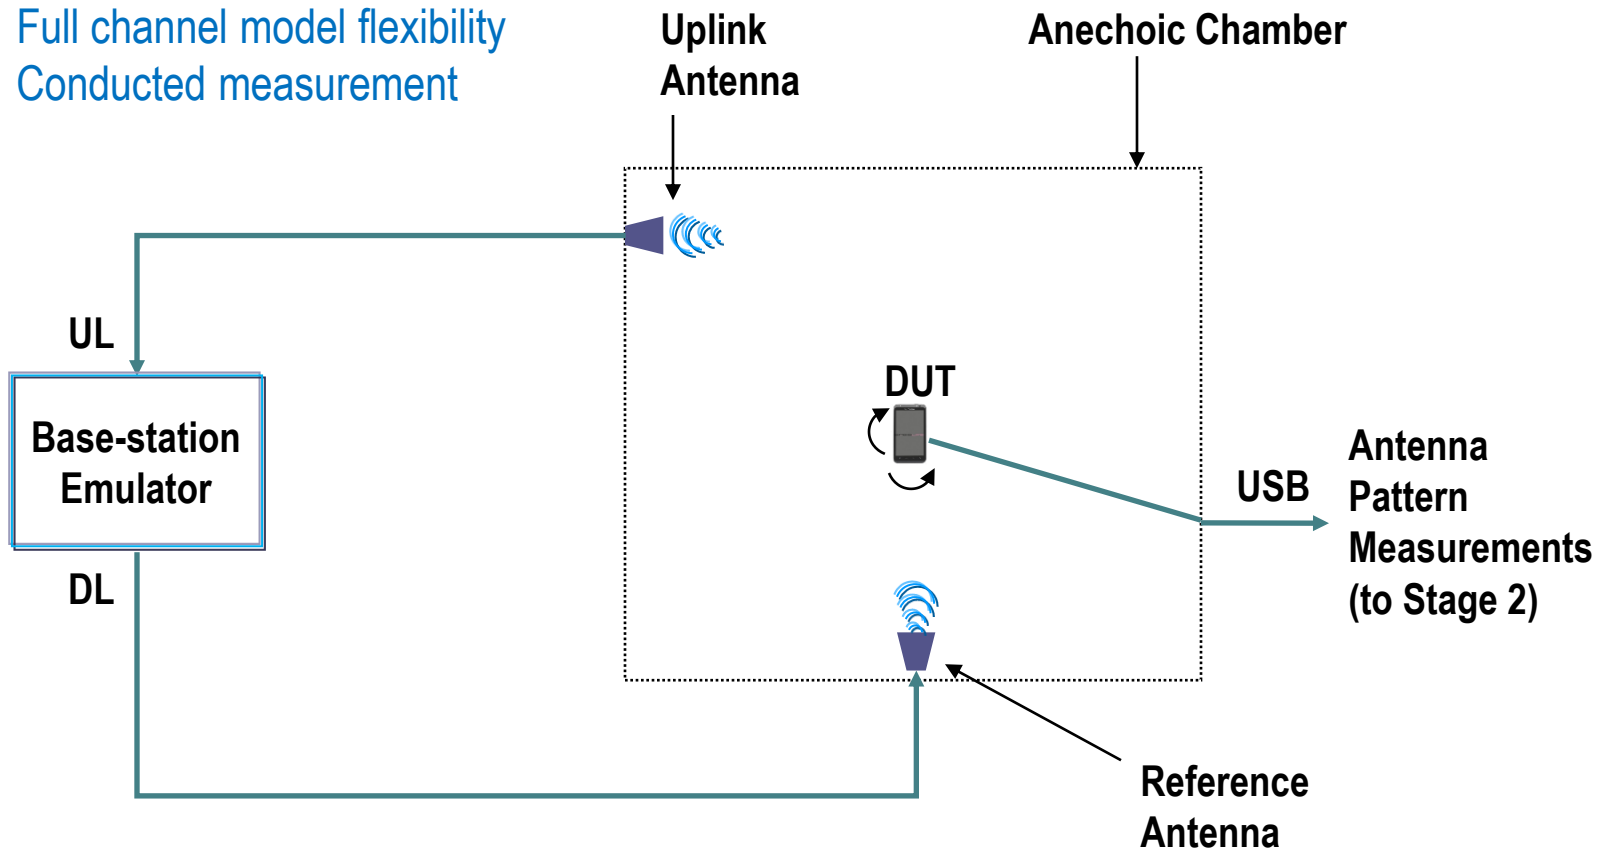 Full channel model flexibility
Conducted measurement
Uplink
Antenna
Anechoic Chamber
UL
Base-station
Emulator
DL
DUT
USB
Antenna
Pattern
Measurements
(to Stage 2)
Reference
Antenna